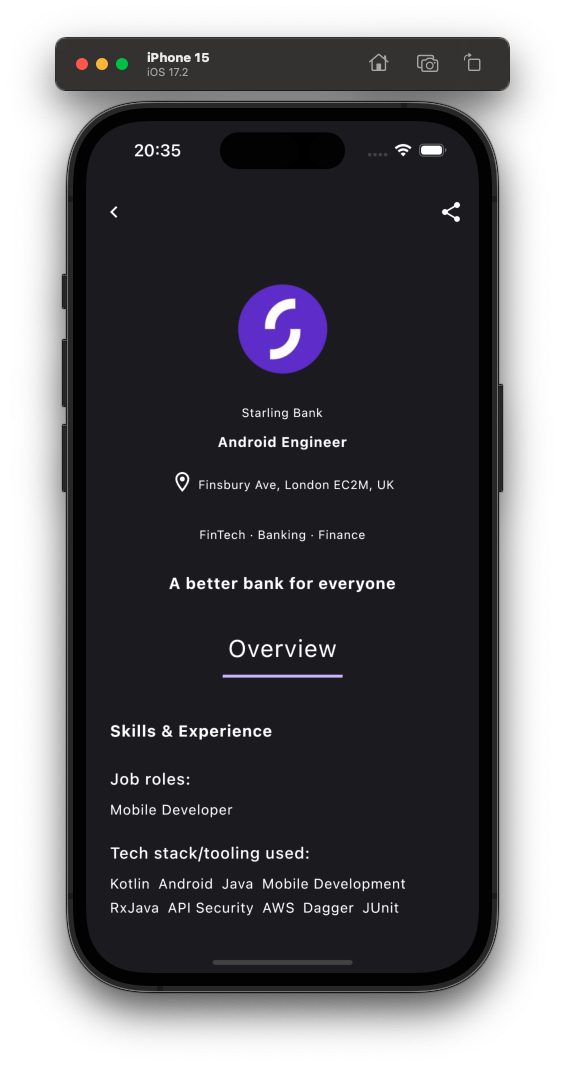 iPhone 15
iOS 17.2
20:35
Starling Bank
Android Engineer
Finsbury Ave, London EC2M, UK
FinTech · Banking · Finance
A better bank for everyone
Overview
Skills & Experience
Job roles:
Mobile Developer
Tech stack/tooling used:
Kotlin Android Java Mobile Development
RxJava API Security AWS Dagger JUnit